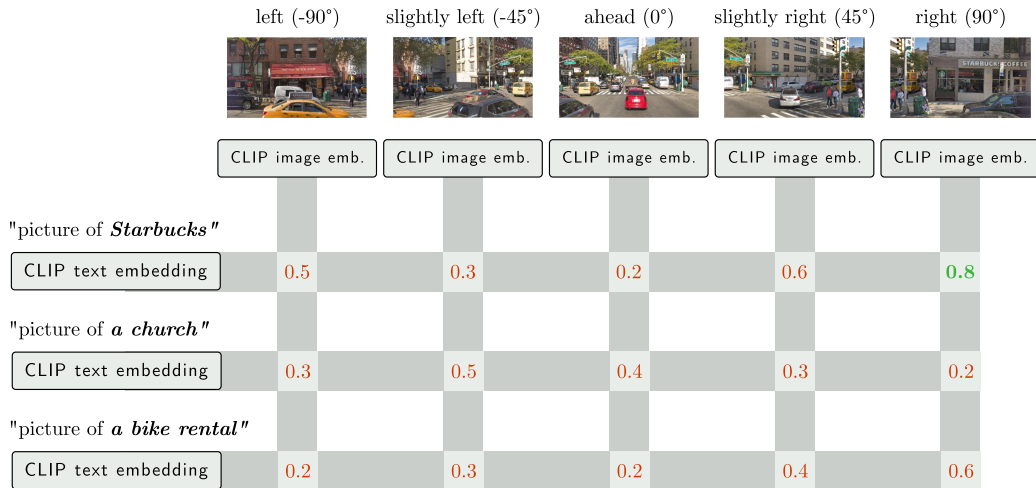 left (-90°) slightly left (-45°) ahead (0°) slightly right (45°) right (90°)
STARBUCKS COFFEE
CLIP image emb. CLIP image emb. CLIP image emb. CLIP image emb. CLIP image emb.
"picture of Starbucks"
CLIP text embedding 0.5 0.3 0.2 0.6 0.8
"picture of a church"
CLIP text embedding 0.3 0.5 0.4 0.3 0.2
"picture of a bike rental"
CLIP text embedding 0.2 0.3 0.2 0.4 0.6